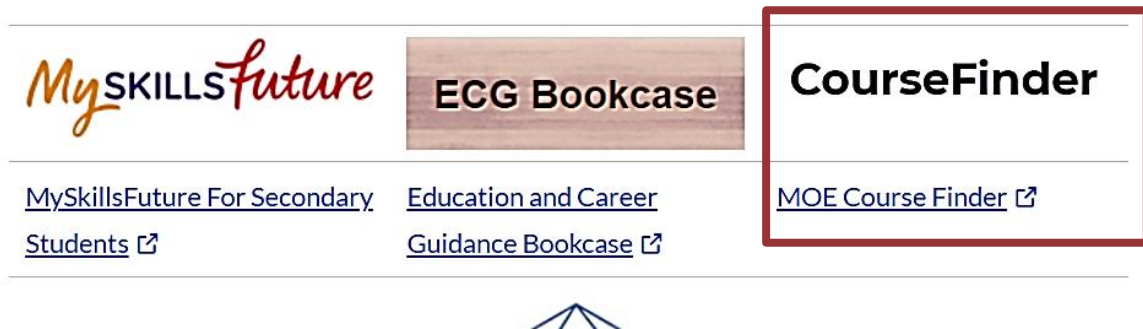 MySKILLSfuture
ECG Bookcase
CourseFinder
MySkillsFuture For Secondary
Students
Education and Career
Guidance Bookcase
MOE Course Finder